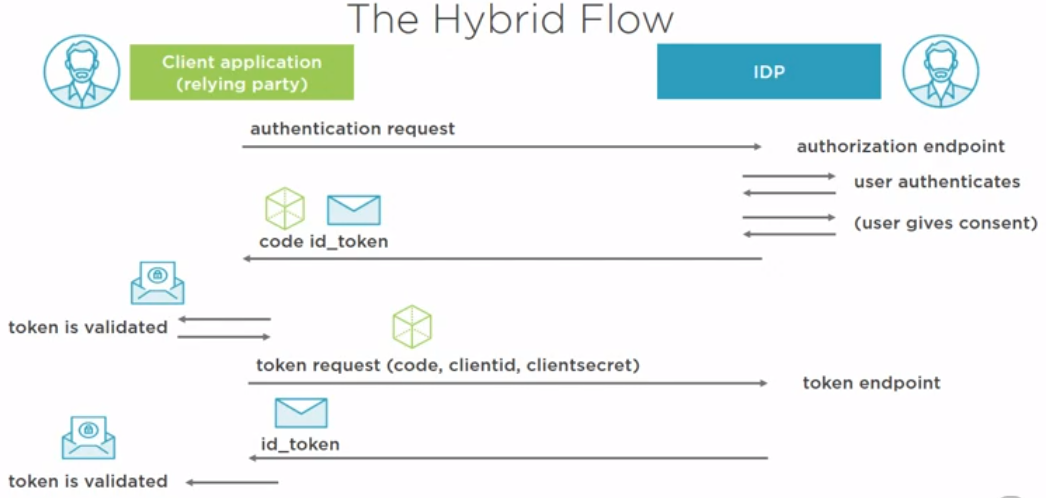 The Hybrid Flow
Client application
(relying party)
IDP
authentication request
authorization endpoint
user authenticates
(user gives consent)
code id_token
token is validated
token request (code, clientid, clientsecret)
token endpoint
id_token
token is validated